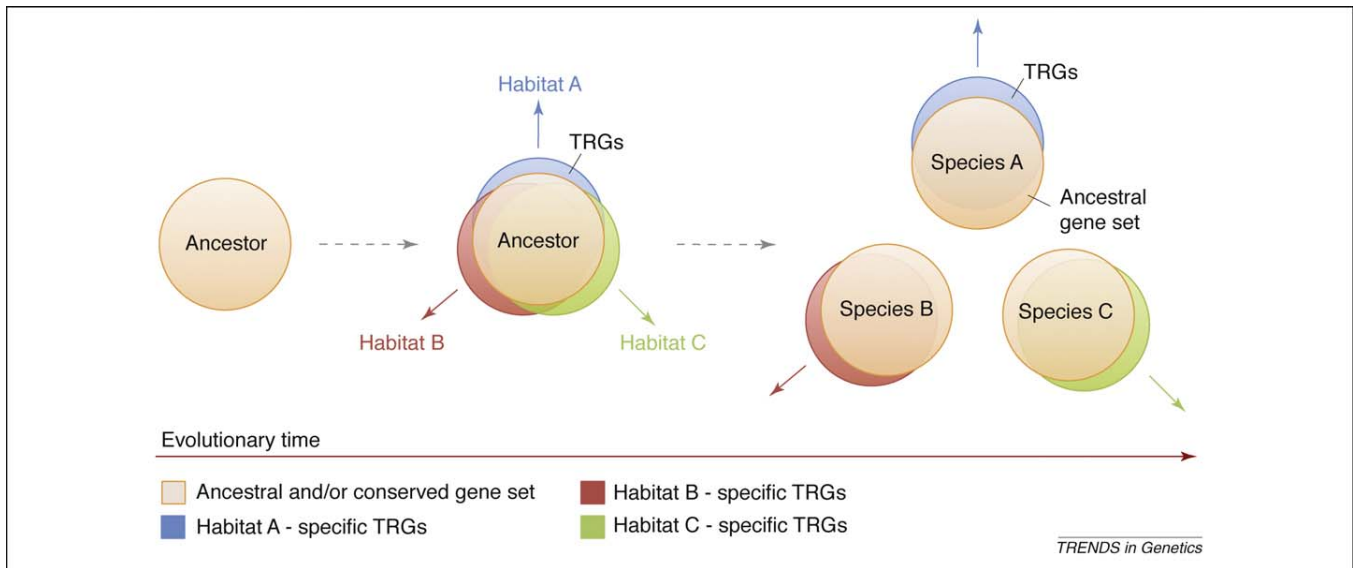 Habitat A
TRGs
Ancestor
Ancestor
Habitat B
Habitat C
TRGs
Species A
Ancestral
gene set
Species B
Species C
Evolutionary time
Ancestral and/or conserved gene set
Habitat A - specific TRGs
Habitat B - specific TRGs
Habitat C - specific TRGs
TRENDS in Genetics